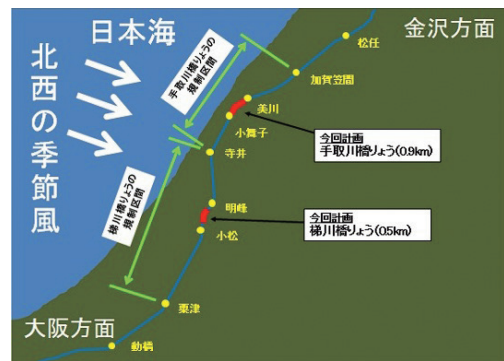 日本海
金沢方面
北西の季節風
手取川橋りょうの
規制区間
松任
加賀笠間
美川
小舞子
今回計画
手取川橋りょう(0.9km)
寺井
梯川橋りょうの
規制区間
明峰
今回計画
梯川橋りょう(0.5km)
小松
粟津
大阪方面
動橋